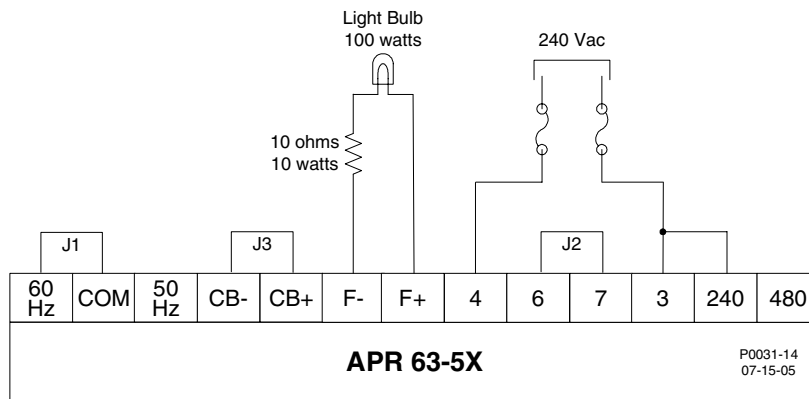 Light Bulb
100 watts
240 Vac
10 ohms
10 watts
J1
J3
J2
60 Hz
COM
50 Hz
CB-
CB+
F-
F+
4
6
7
3
240
480
APR 63-5X
P0031-14
07-15-05